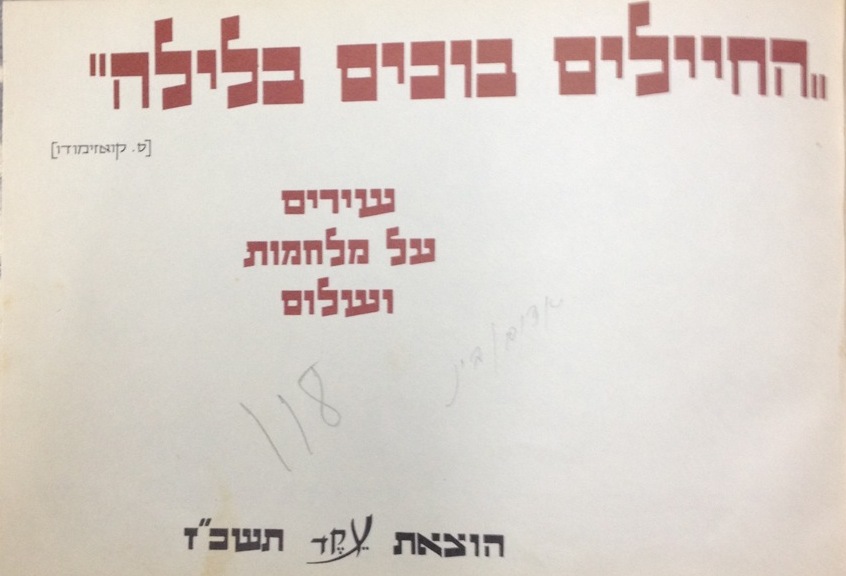 „החיילים בוכים בלילה"
[ס. קואזימודו]
שירים
על מלחמות
ושלום
118
הוצאת עקד תשכ"ז